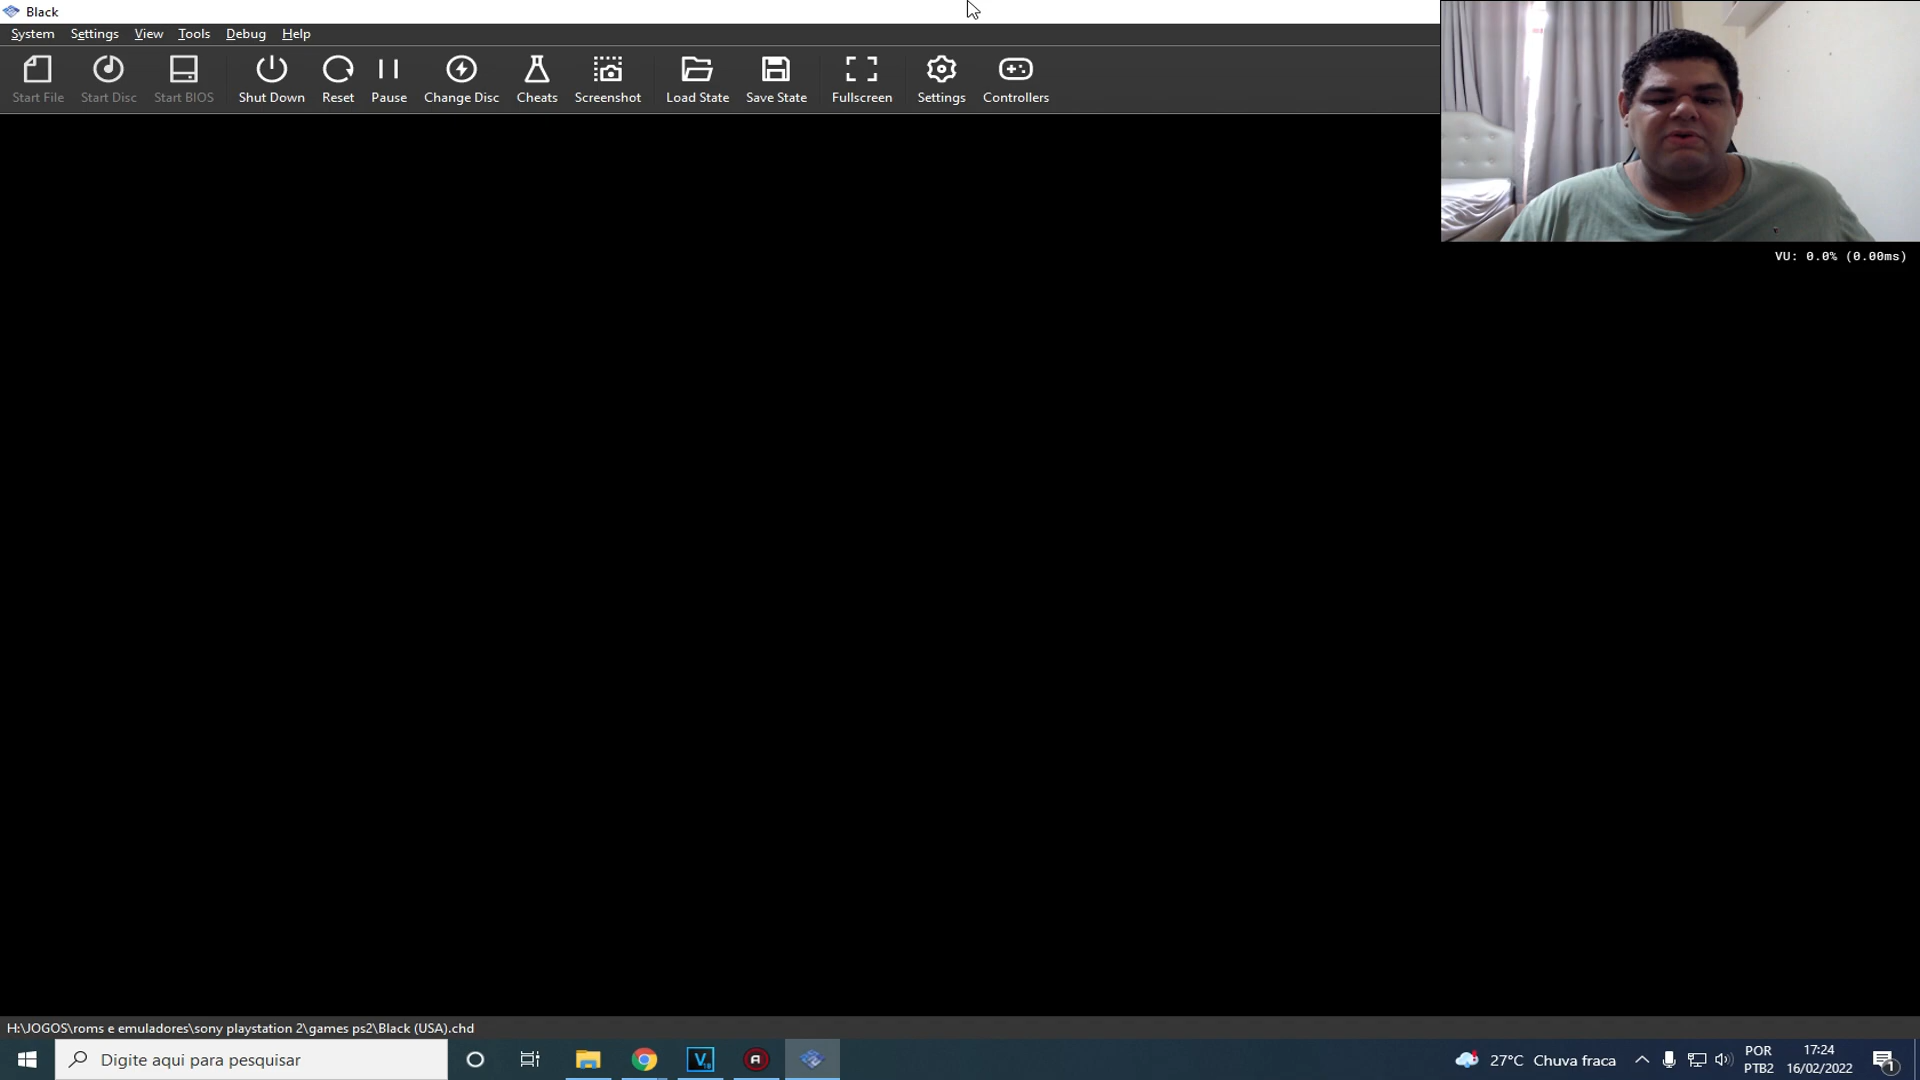 Black
System Settings View Tools Debug Help
Start File Start Disc Start BIOS Shut Down Reset Pause Change Disc Cheats Screenshot Load State Save State Fullscreen Settings Controllers
VU: 0.0% (0.00ms)
H:\JOGOS\roms e emuladores\sony playstation 2\games ps2\Black (USA).chd
Digite aqui para pesquisar
27°C Chuva fraca
POR
PTB2
17:24
16/02/2022
1